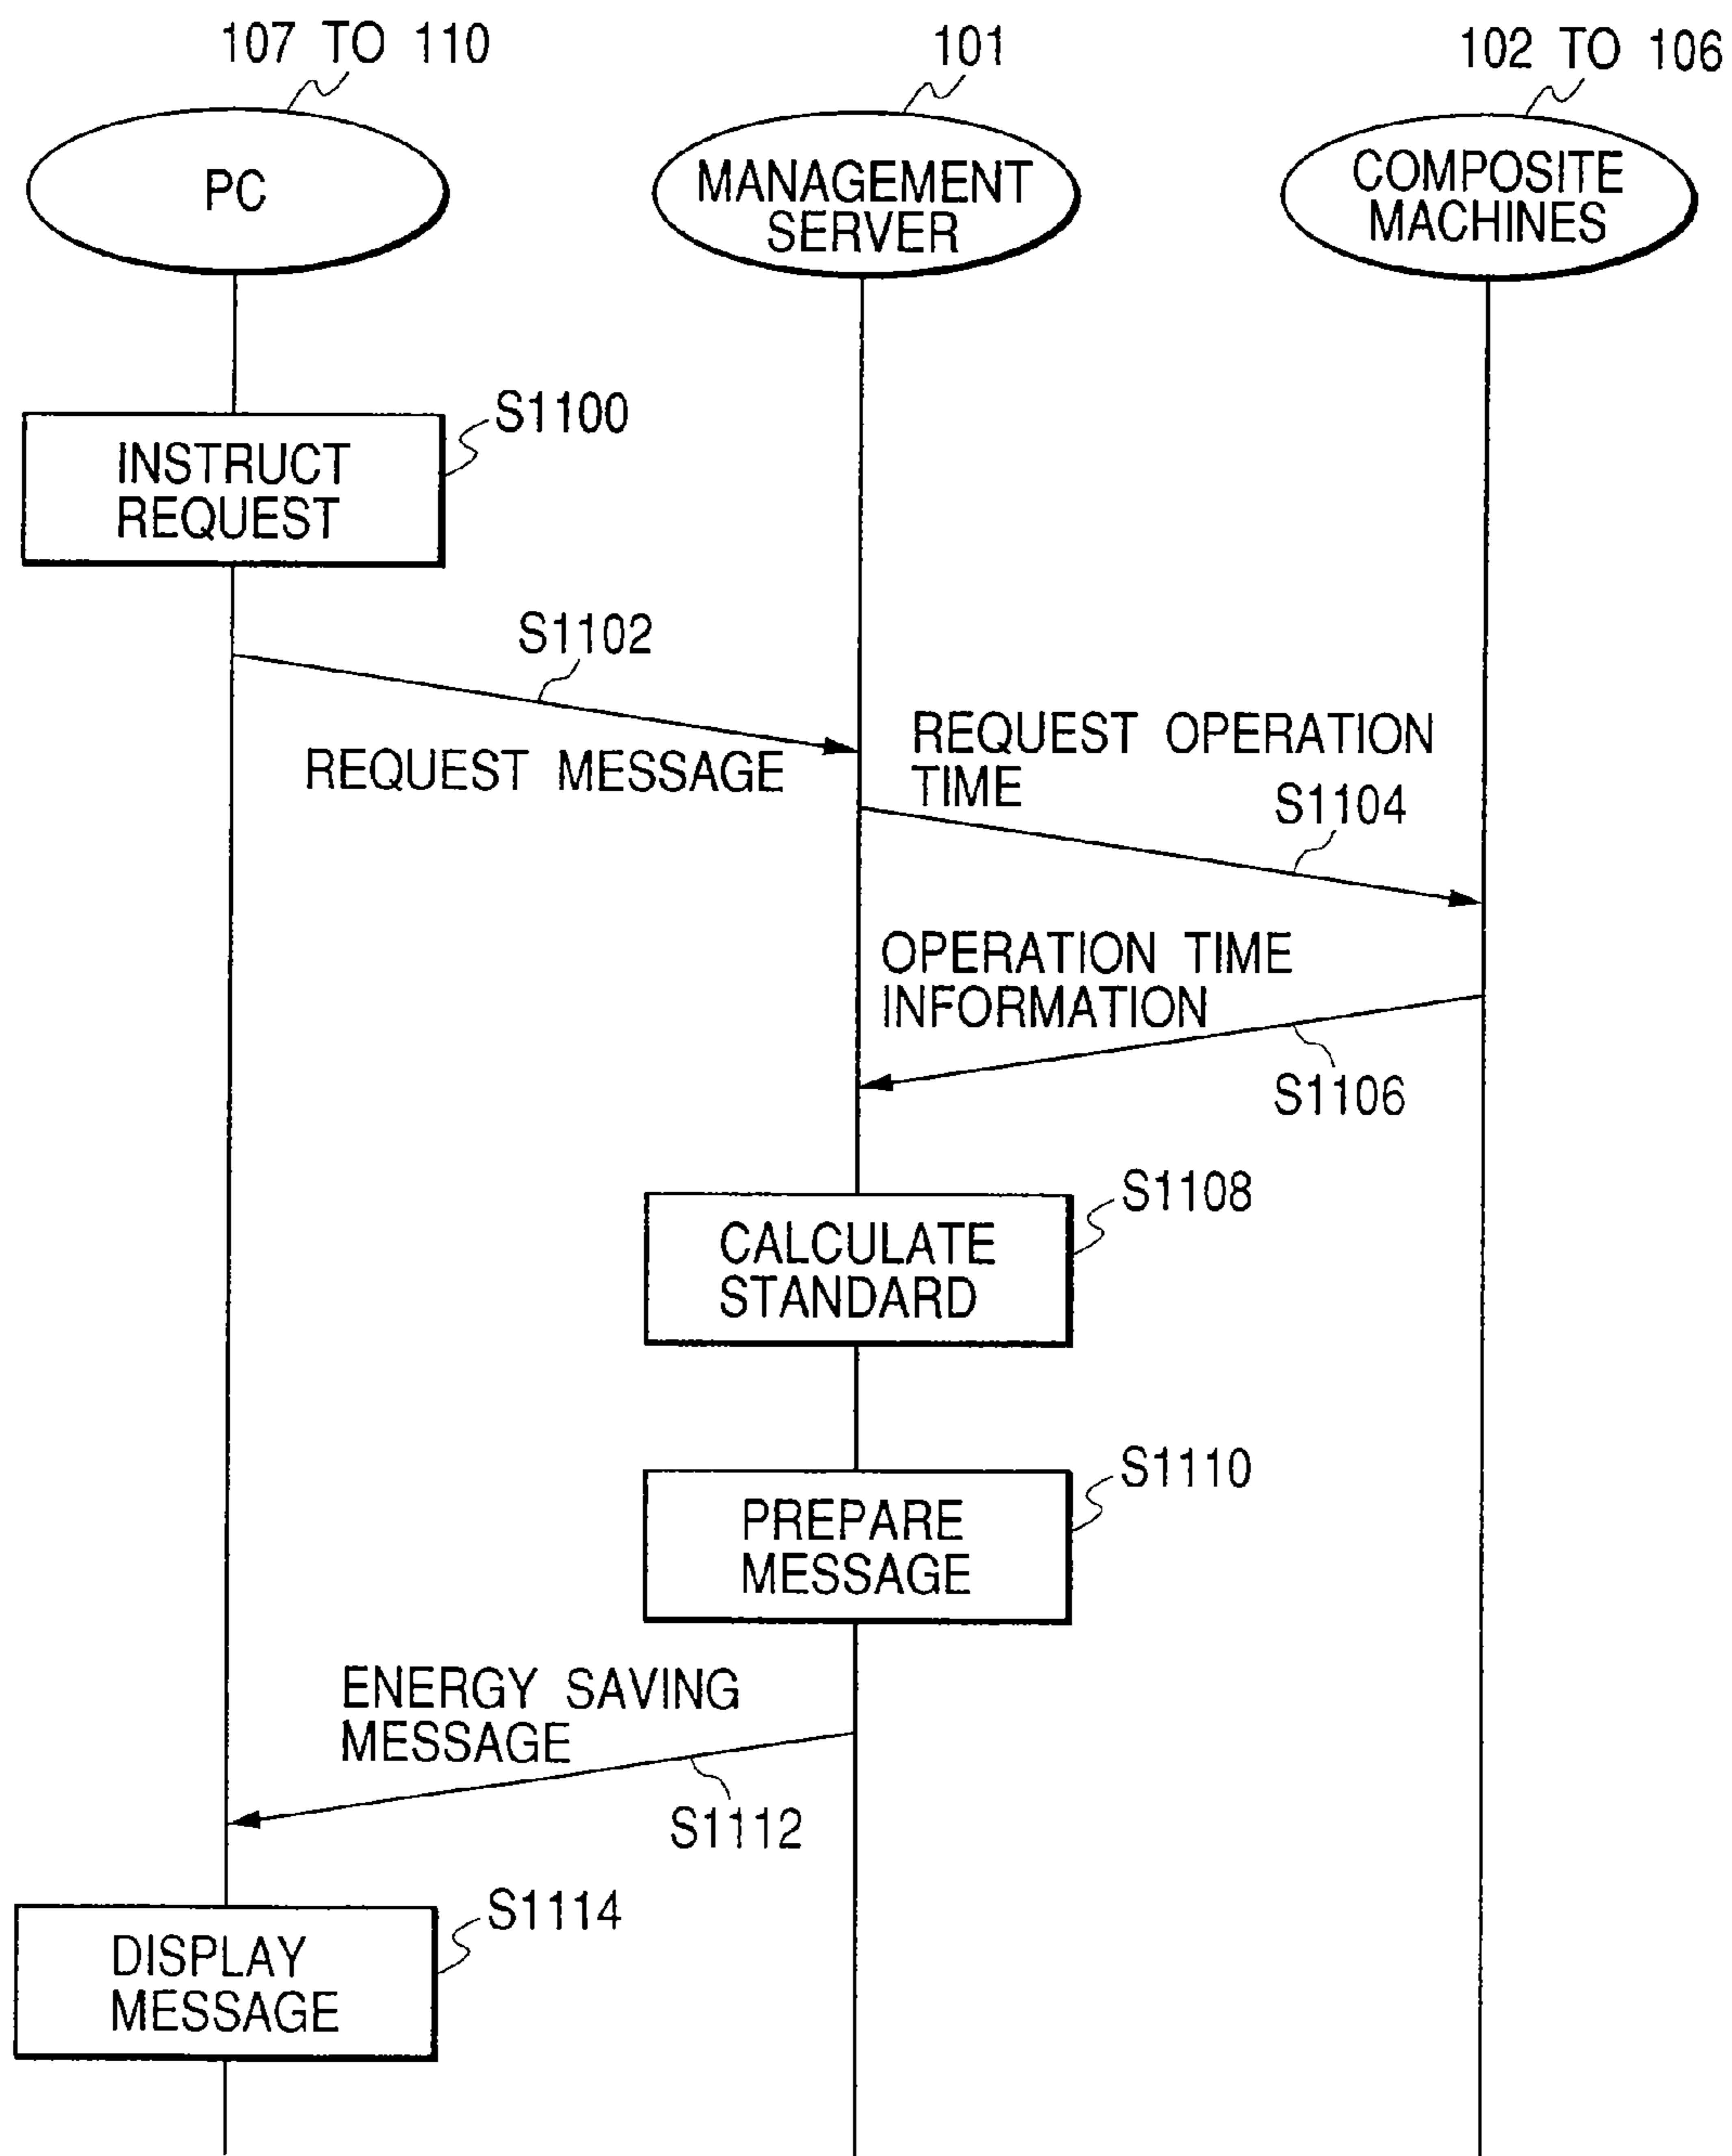 107 TO 110
101
102 TO 106
PC
MANAGEMENT
SERVER
COMPOSITE
MACHINES
S1100
INSTRUCT
REQUEST
S1102
REQUEST MESSAGE
REQUEST OPERATION
TIME
S1104
OPERATION TIME
INFORMATION
S1106
S1108
CALCULATE
STANDARD
S1110
PREPARE
MESSAGE
ENERGY SAVING
MESSAGE
S1112
S1114
DISPLAY
MESSAGE